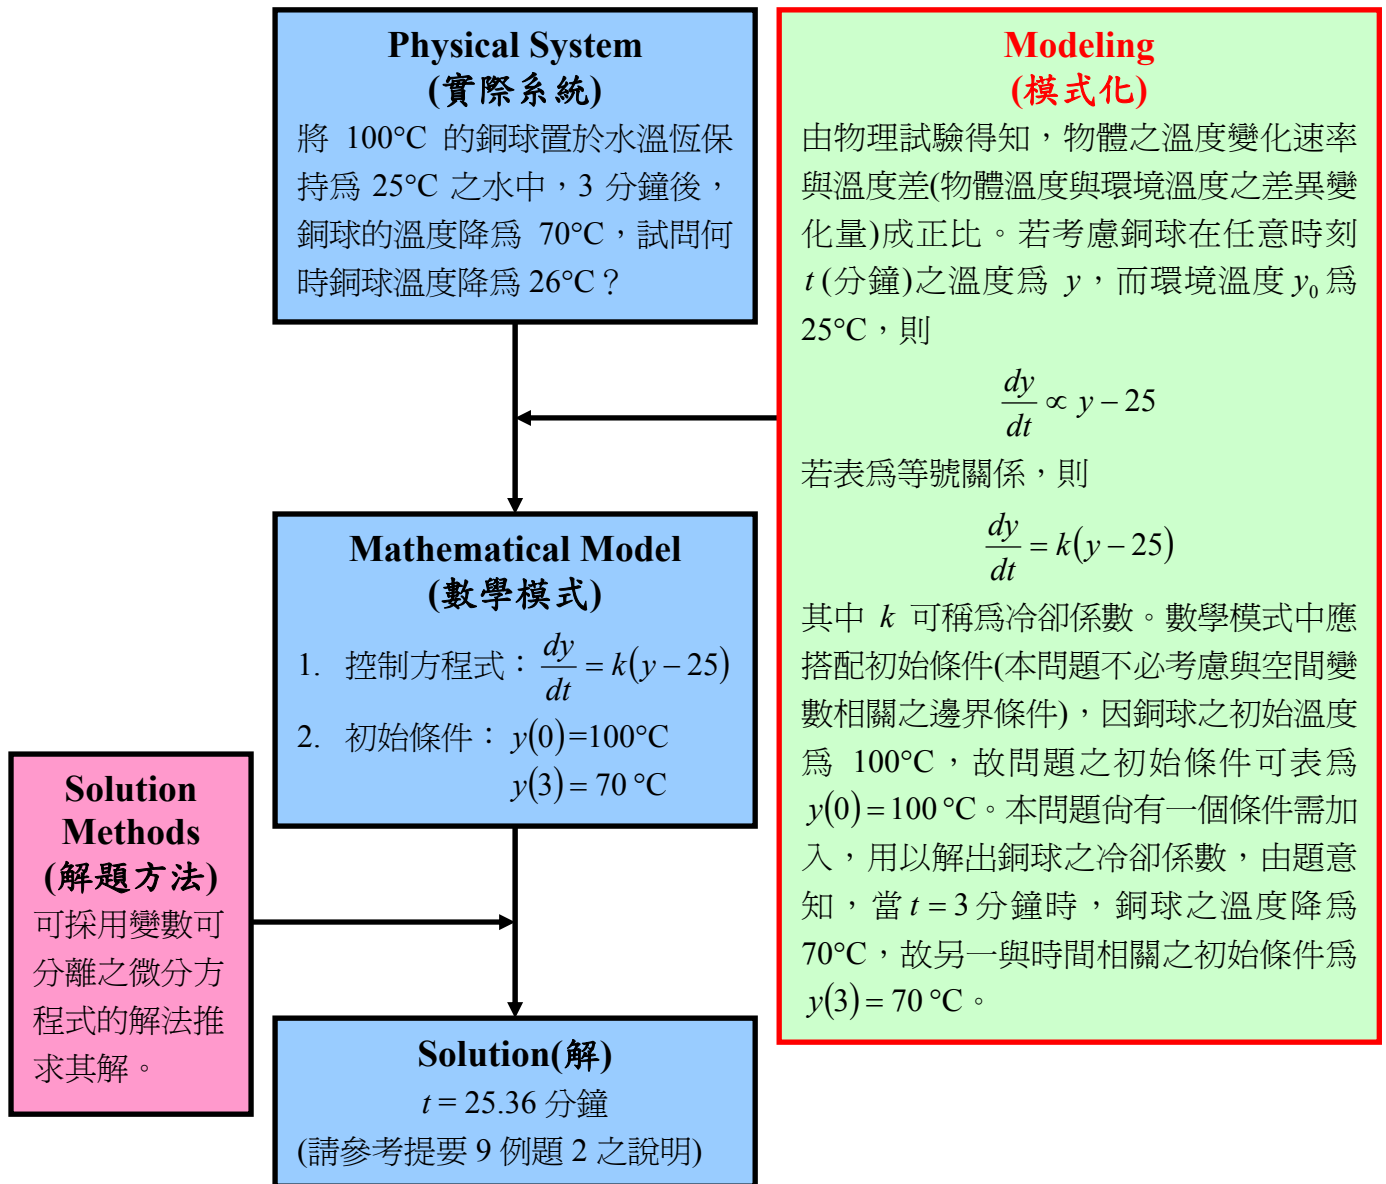 Physical System
(實際系統)
將 100°C 的銅球置於水溫恆保
持為 25°C 之水中，3 分鐘後，
銅球的溫度降為 70°C，試問何
時銅球溫度降為 26°C？
Modeling
(模式化)
由物理試驗得知，物體之溫度變化速率
與溫度差(物體溫度與環境溫度之差異變
化量)成正比。若考慮銅球在任意時刻
t (分鐘)之溫度為 y，而環境溫度 y₀ 為
25°C，則
dy/dt ∝ y − 25
若表為等號關係，則
dy/dt = k(y − 25)
其中 k 可稱為冷卻係數。數學模式中應
搭配初始條件(本問題不必考慮與空間變
數相關之邊界條件)，因銅球之初始溫度
為 100°C，故問題之初始條件可表為
y(0) = 100 °C。本問題尚有一個條件需加
入，用以解出銅球之冷卻係數，由題意
知，當 t = 3 分鐘時，銅球之溫度降為
70°C，故另一與時間相關之初始條件為
y(3) = 70 °C。
Mathematical Model
(數學模式)
1. 控制方程式：dy/dt = k(y − 25)
2. 初始條件：y(0)=100°C
y(3) = 70 °C
Solution
Methods
(解題方法)
可採用變數可
分離之微分方
程式的解法推
求其解。
Solution(解)
t = 25.36 分鐘
(請參考提要 9 例題 2 之說明)